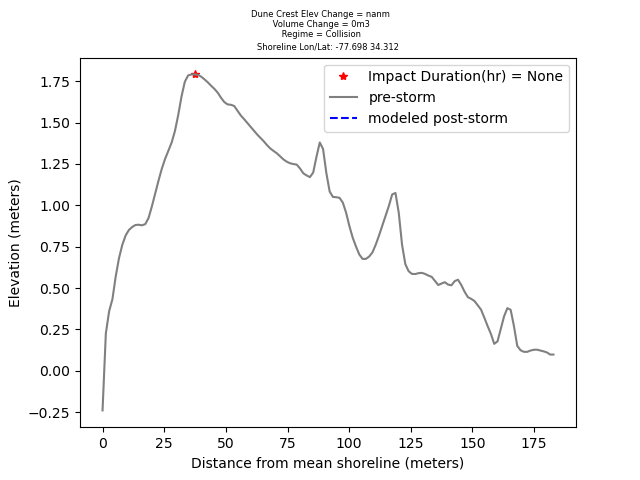 Dune Crest Elev Change = nanm
Volume Change = 0m3
Regime = Collision
Shoreline Lon/Lat: -77.698 34.312
Impact Duration(hr) = None
pre-storm
modeled post-storm
Elevation (meters)
1.75
1.50
1.25
1.00
0.75
0.50
0.25
0.00
−0.25
0 25 50 75 100 125 150 175
Distance from mean shoreline (meters)